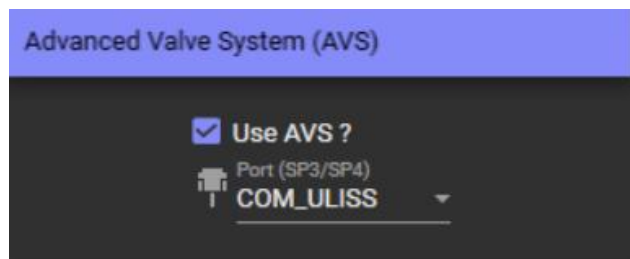 Advanced Valve System (AVS)
Use AVS ?
Port (SP3/SP4)
COM_ULISS